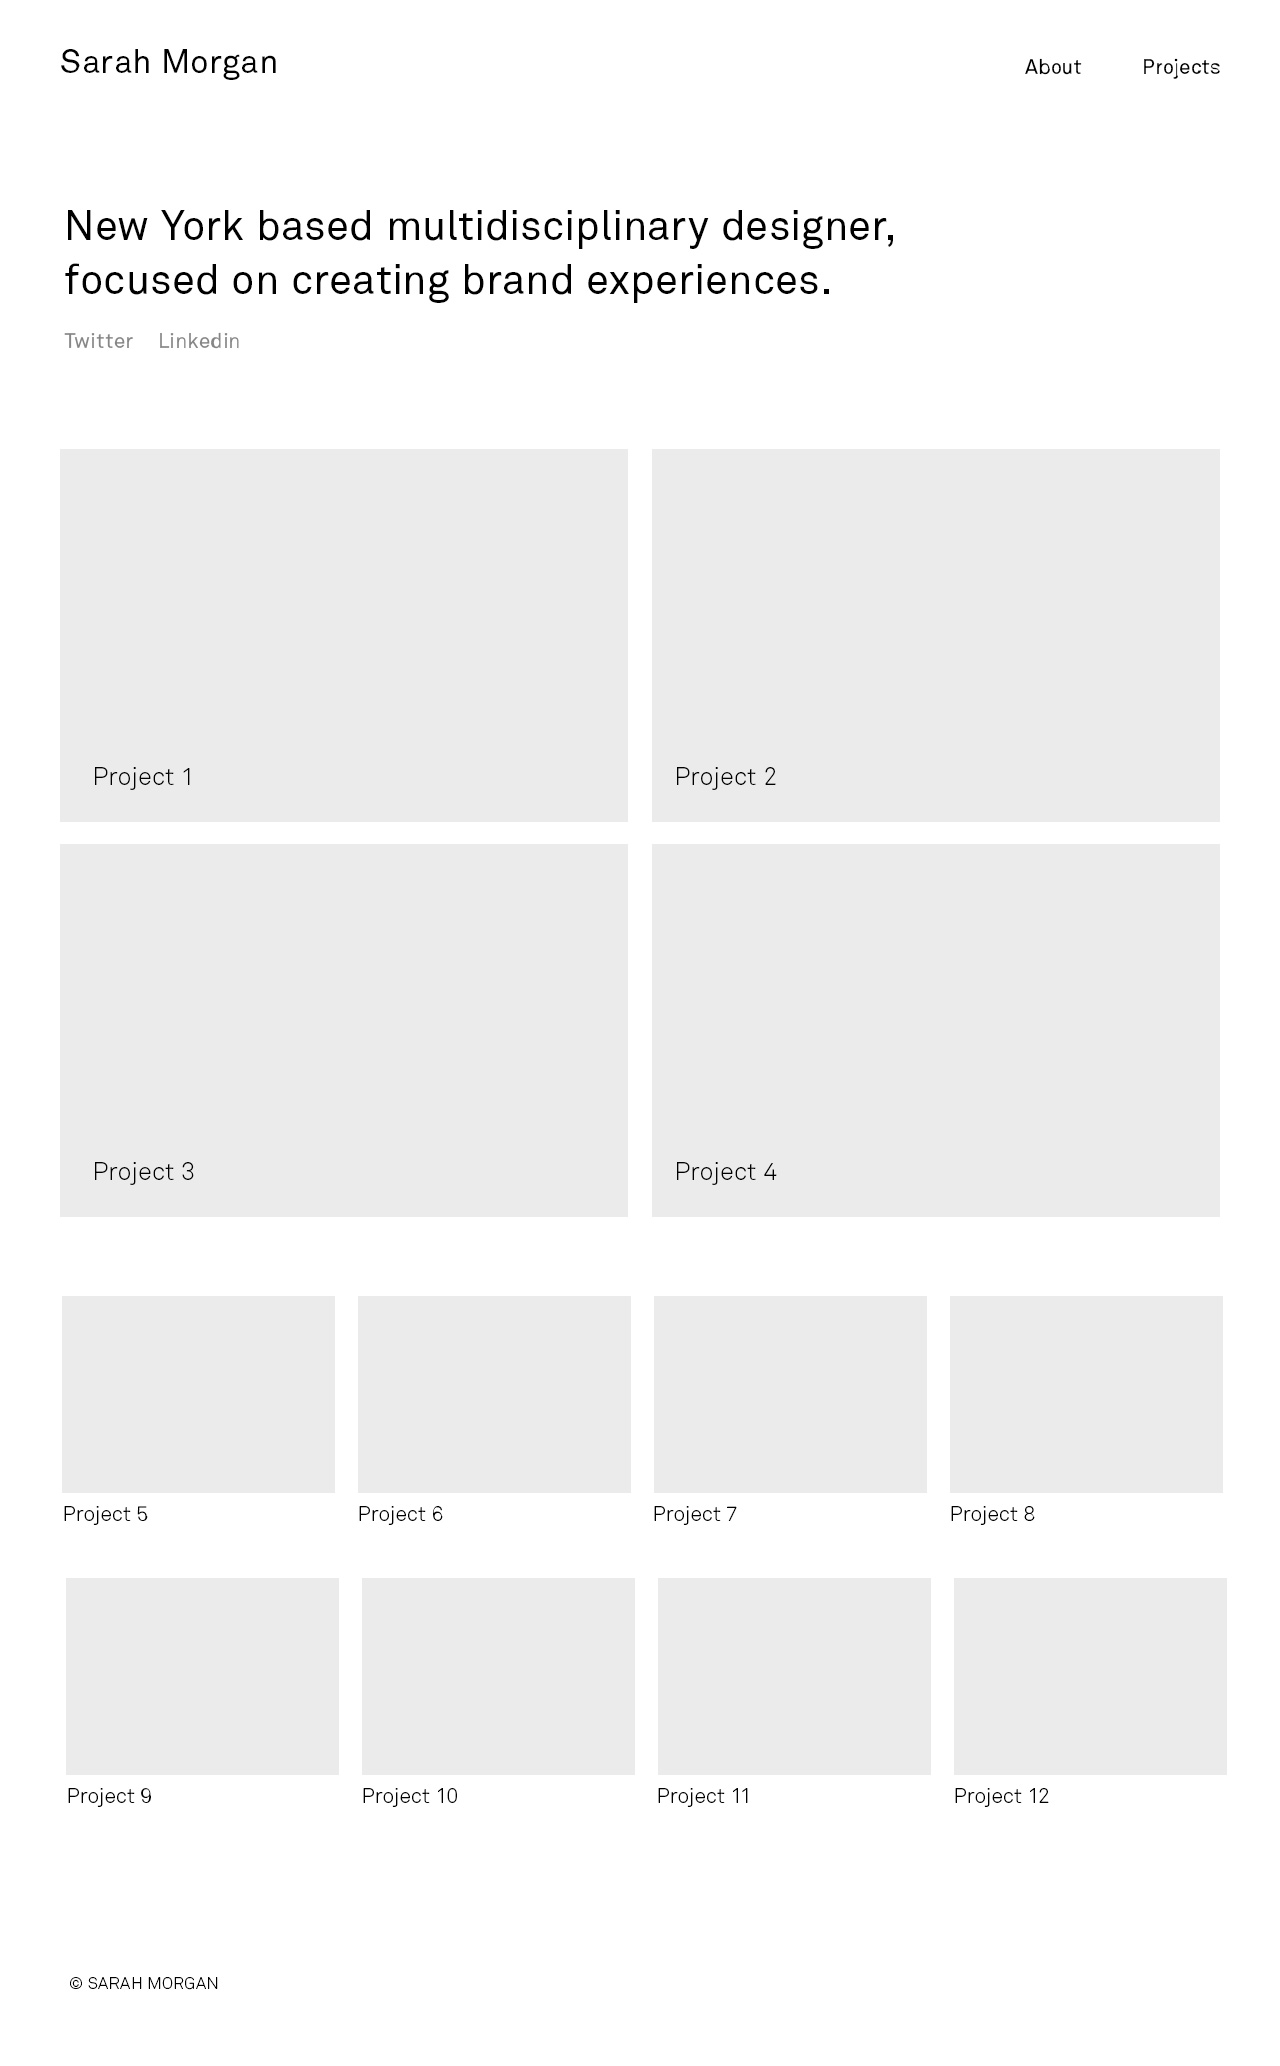 Sarah Morgan
About
Projects
New York based multidisciplinary designer,
focused on creating brand experiences.
Twitter
Linkedin
Project 1
Project 2
Project 3
Project 4
Project 5
Project 6
Project 7
Project 8
Project 9
Project 10
Project 11
Project 12
© SARAH MORGAN